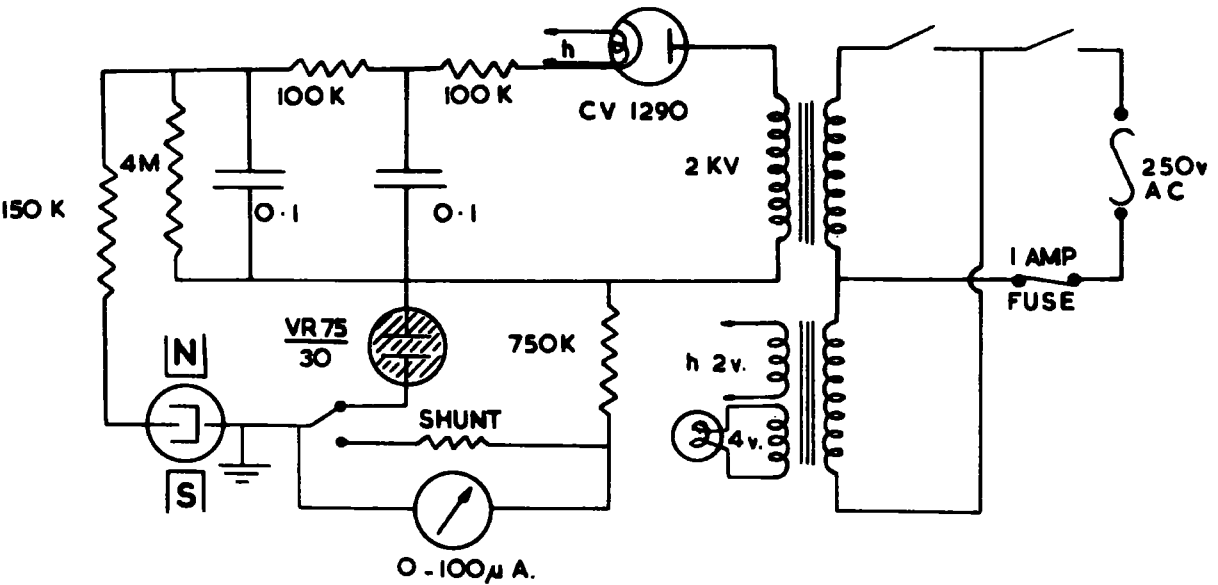 h
100 K
100 K
CV 1290
4M
2 KV
250v
AC
150 K
0·1
0·1
1 AMP
FUSE
VR 75
30
750K
N
h 2v.
SHUNT
4v.
S
0-100μA.